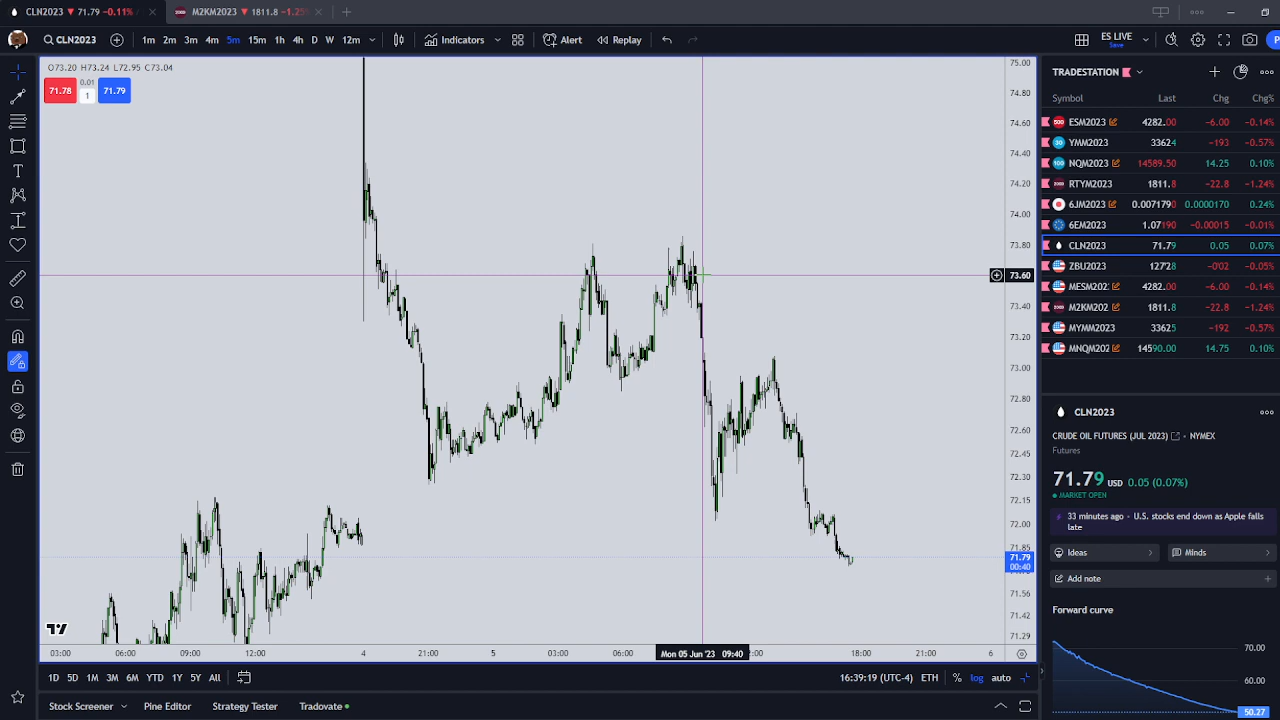 CLN2023 ▼ 71.79 −0.11% ×
M2KM2023 ▼ 1811.8 −1.25% ×
CLN2023
1m 2m 3m 4m 5m 15m 1h 4h D W 12m
Indicators
Alert
Replay
ES LIVE
Save
O73.20 H73.24 L72.95 C73.04
71.78
0.01
1
71.79
75.00
74.80
74.60
74.40
74.20
74.00
73.80
73.60
73.40
73.20
73.00
72.80
72.60
72.45
72.30
72.15
72.00
71.85
71.79
00:40
71.56
71.42
71.29
03:00 06:00 09:00 12:00 4 21:00 5 03:00 06:00 Mon 05 Jun '23 09:40 18:00 21:00 6
1D 5D 1M 3M 6M YTD 1Y 5Y All
16:39:19 (UTC-4) ETH % log auto
Stock Screener Pine Editor Strategy Tester Tradovate
TRADESTATION
Symbol Last Chg Chg%
ESM2023 4282.00 −6.00 −0.14%
YMM2023 33624 −193 −0.57%
NQM2023 14589.50 14.25 0.10%
RTYM2023 1811.8 −22.8 −1.24%
6JM2023 0.0071790 0.0000170 0.24%
6EM2023 1.07190 −0.00015 −0.01%
CLN2023 71.79 0.05 0.07%
ZBU2023 127'28 −0'02 −0.05%
MESM202 4282.00 −6.00 −0.14%
M2KM202 1811.8 −22.8 −1.24%
MYMM2023 33625 −192 −0.57%
MNQM202 14590.00 14.75 0.10%
CLN2023
CRUDE OIL FUTURES (JUL 2023) • NYMEX
Futures
71.79 USD 0.05 (0.07%)
MARKET OPEN
33 minutes ago • U.S. stocks end down as Apple falls
late
Ideas
Minds
Add note
Forward curve
70.00
60.00
50.27